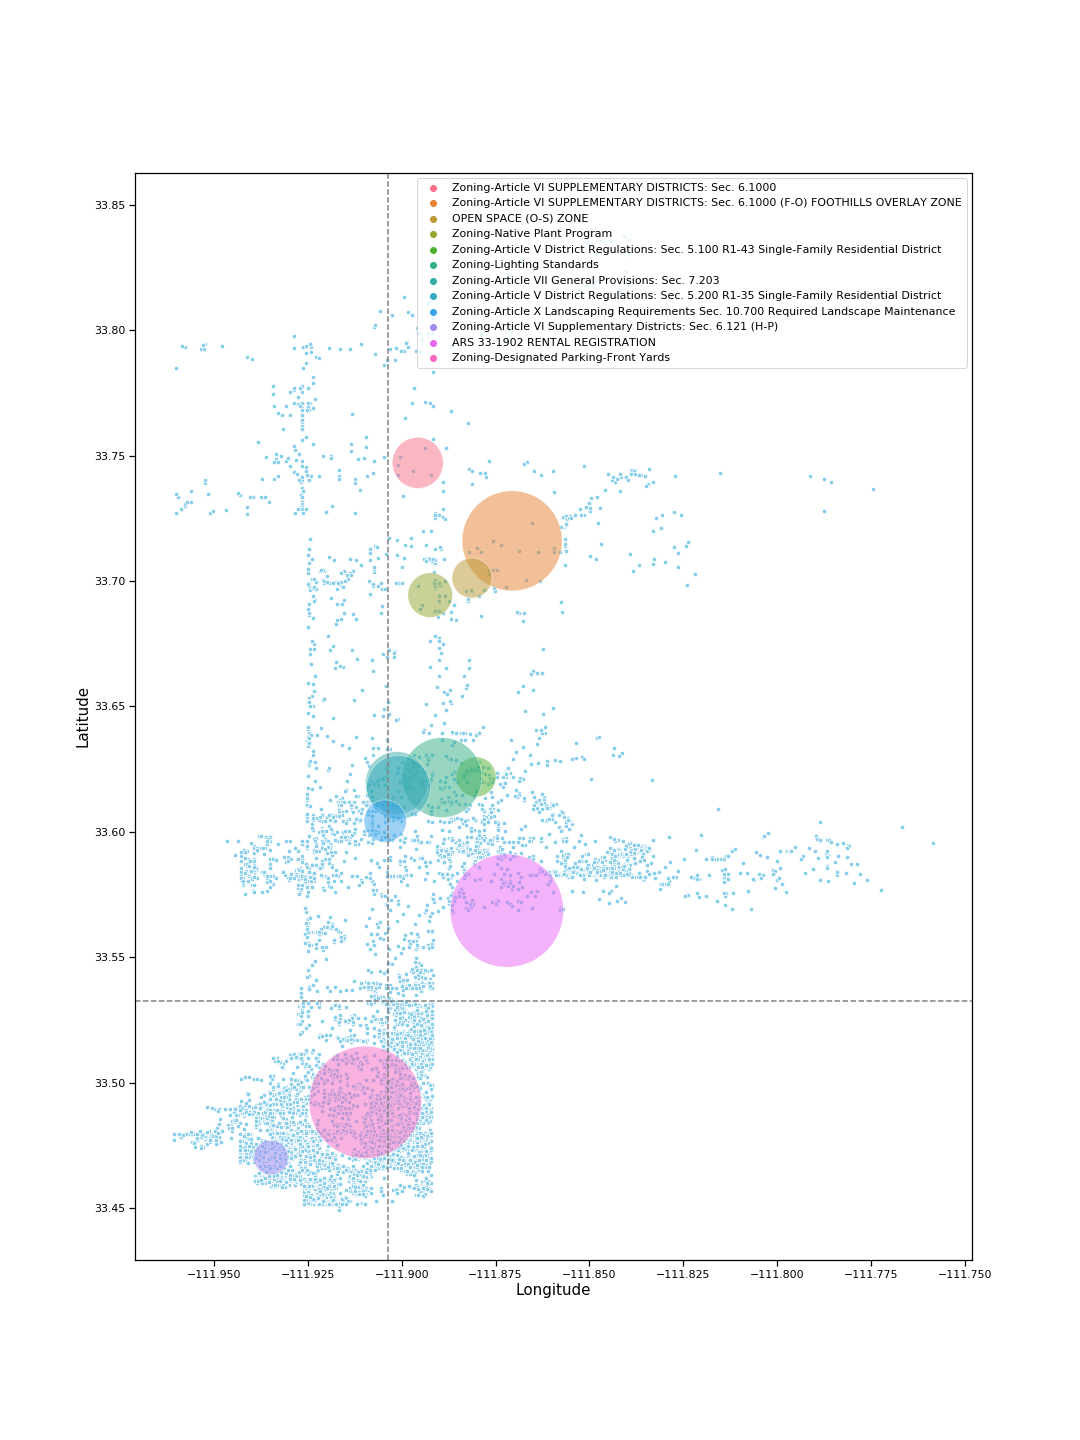 Zoning-Article VI SUPPLEMENTARY DISTRICTS: Sec. 6.1000
Zoning-Article VI SUPPLEMENTARY DISTRICTS: Sec. 6.1000 (F-O) FOOTHILLS OVERLAY ZONE
OPEN SPACE (O-S) ZONE
Zoning-Native Plant Program
Zoning-Article V District Regulations: Sec. 5.100 R1-43 Single-Family Residential District
Zoning-Lighting Standards
Zoning-Article VII General Provisions: Sec. 7.203
Zoning-Article V District Regulations: Sec. 5.200 R1-35 Single-Family Residential District
Zoning-Article X Landscaping Requirements Sec. 10.700 Required Landscape Maintenance
Zoning-Article VI Supplementary Districts: Sec. 6.121 (H-P)
ARS 33-1902 RENTAL REGISTRATION
Zoning-Designated Parking-Front Yards
33.85
33.80
33.75
33.70
33.65
33.60
33.55
33.50
33.45
Latitude
−111.950 −111.925 −111.900 −111.875 −111.850 −111.825 −111.800 −111.775 −111.750
Longitude